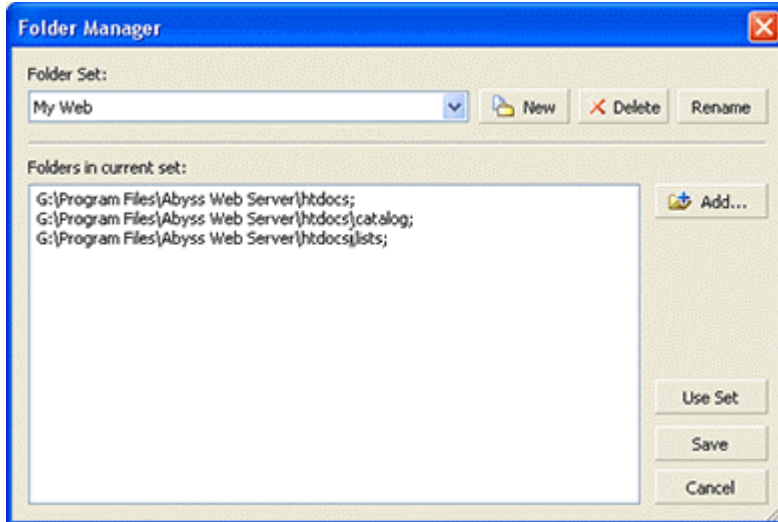 Folder Manager
Folder Set:
My Web
New
Delete
Rename
Folders in current set:
G:\Program Files\Abyss Web Server\htdocs;
G:\Program Files\Abyss Web Server\htdocs\catalog;
G:\Program Files\Abyss Web Server\htdocs\lists;
Add...
Use Set
Save
Cancel